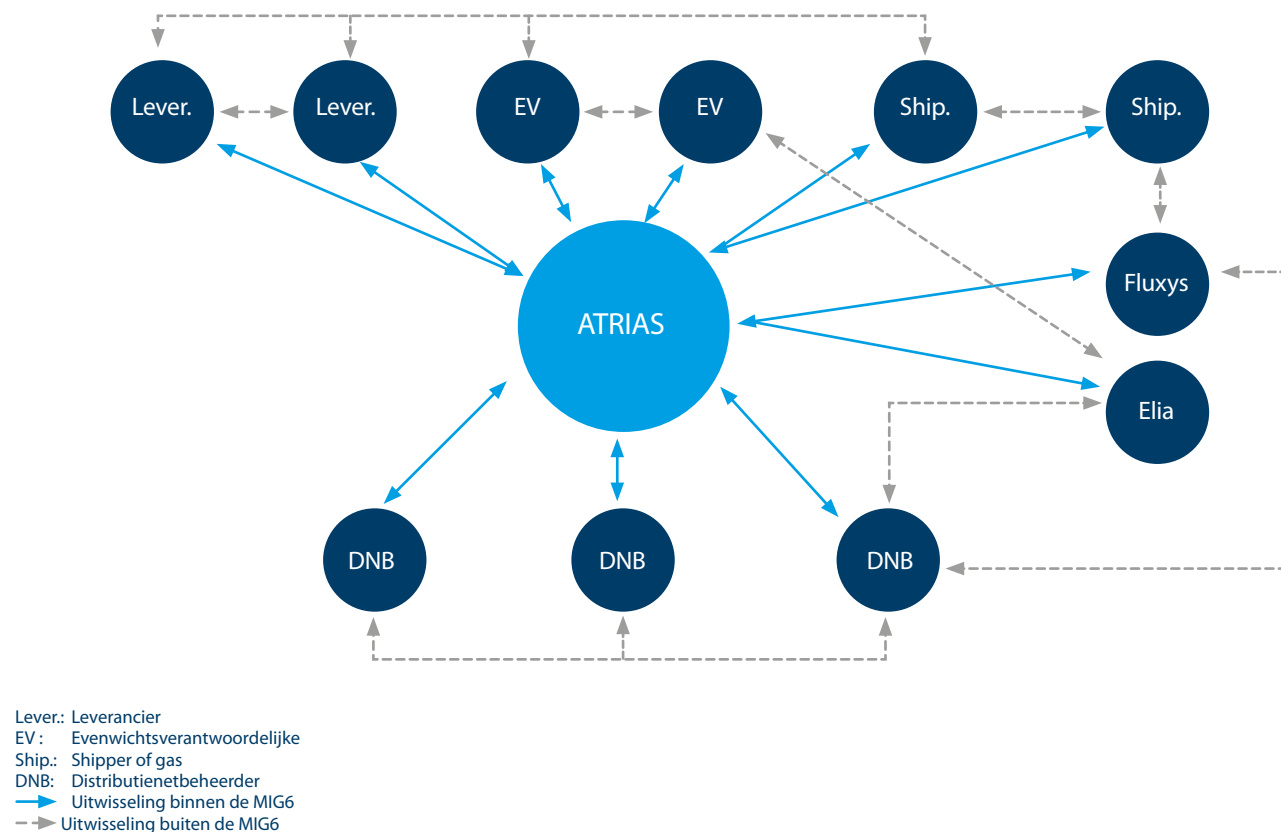 Lever.
Lever.
EV
EV
Ship.
Ship.
Fluxys
ATRIAS
Elia
DNB
DNB
DNB
Lever.: Leverancier
EV : Evenwichtsverantwoordelijke
Ship.: Shipper of gas
DNB: Distributienetbeheerder
Uitwisseling binnen de MIG6
Uitwisseling buiten de MIG6